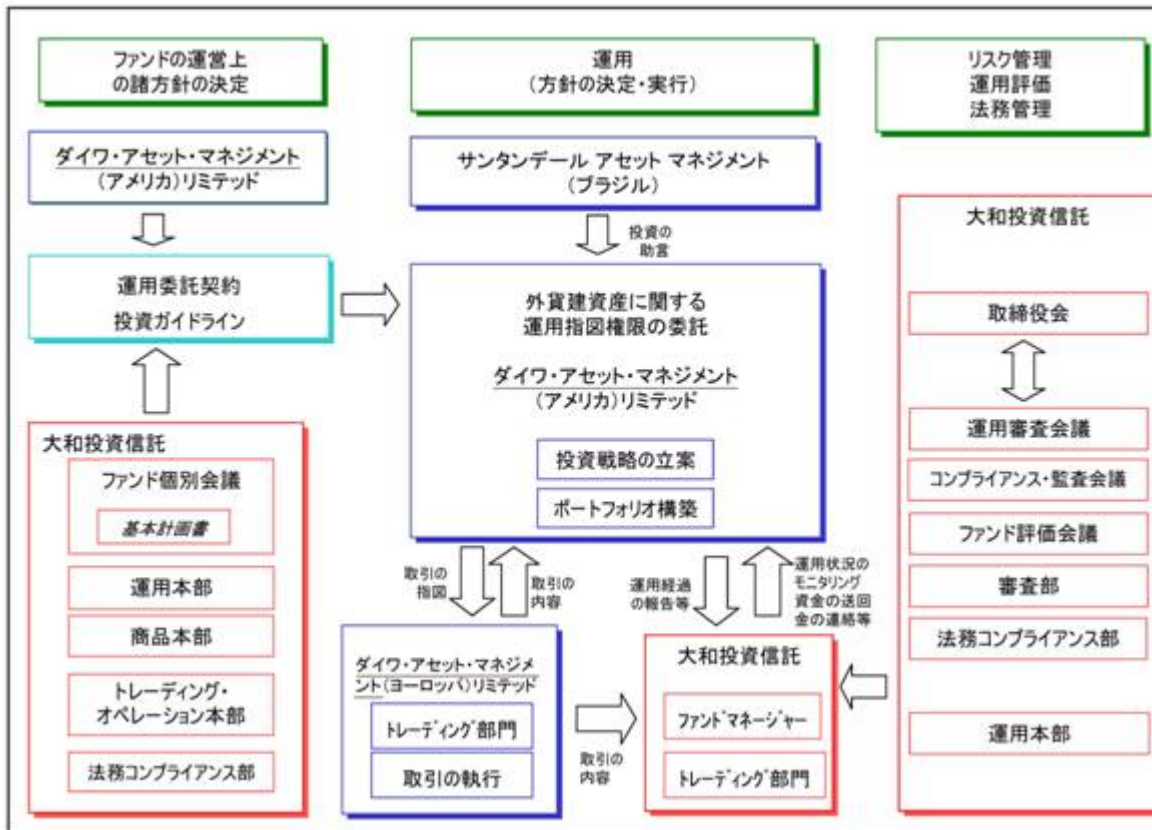 ファンドの運営上
の諸方針の決定
運用
(方針の決定・実行)
リスク管理
運用評価
法務管理
ダイワ・アセット・マネジメント
(アメリカ)リミテッド
サンタンデール アセット マネジメント
(ブラジル)
投資の
助言
運用委託契約
投資ガイドライン
外貨建資産に関する
運用指図権限の委託
ダイワ・アセット・マネジメント
(アメリカ)リミテッド
投資戦略の立案
ポートフォリオ構築
大和投資信託
ファンド個別会議
基本計画書
運用本部
商品本部
トレーディング・
オペレーション本部
法務コンプライアンス部
取引の
指図
取引の
内容
運用経過
の報告等
運用状況の
モニタリング
資金の送回
金の連絡等
ダイワ・アセット・マネジメ
ント(ヨーロッパ)リミテッド
トレーディング部門
取引の執行
取引の
内容
大和投資信託
ファンドマネージャー
トレーディング部門
大和投資信託
取締役会
運用審査会議
コンプライアンス・監査会議
ファンド評価会議
審査部
法務コンプライアンス部
運用本部